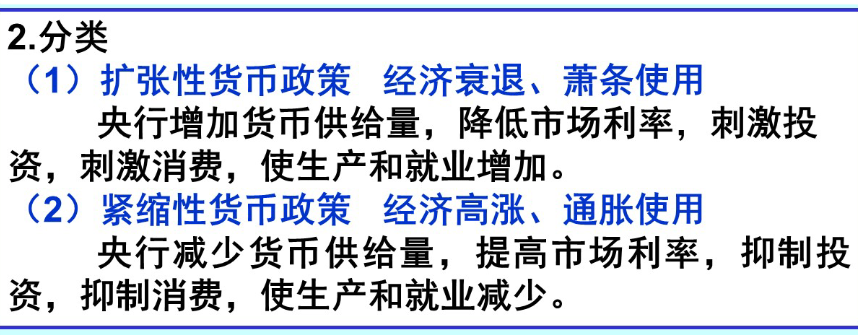 2.分类
（1）扩张性货币政策 经济衰退、萧条使用
央行增加货币供给量，降低市场利率，刺激投
资，刺激消费，使生产和就业增加。
（2）紧缩性货币政策 经济高涨、通胀使用
央行减少货币供给量，提高市场利率，抑制投
资，抑制消费，使生产和就业减少。